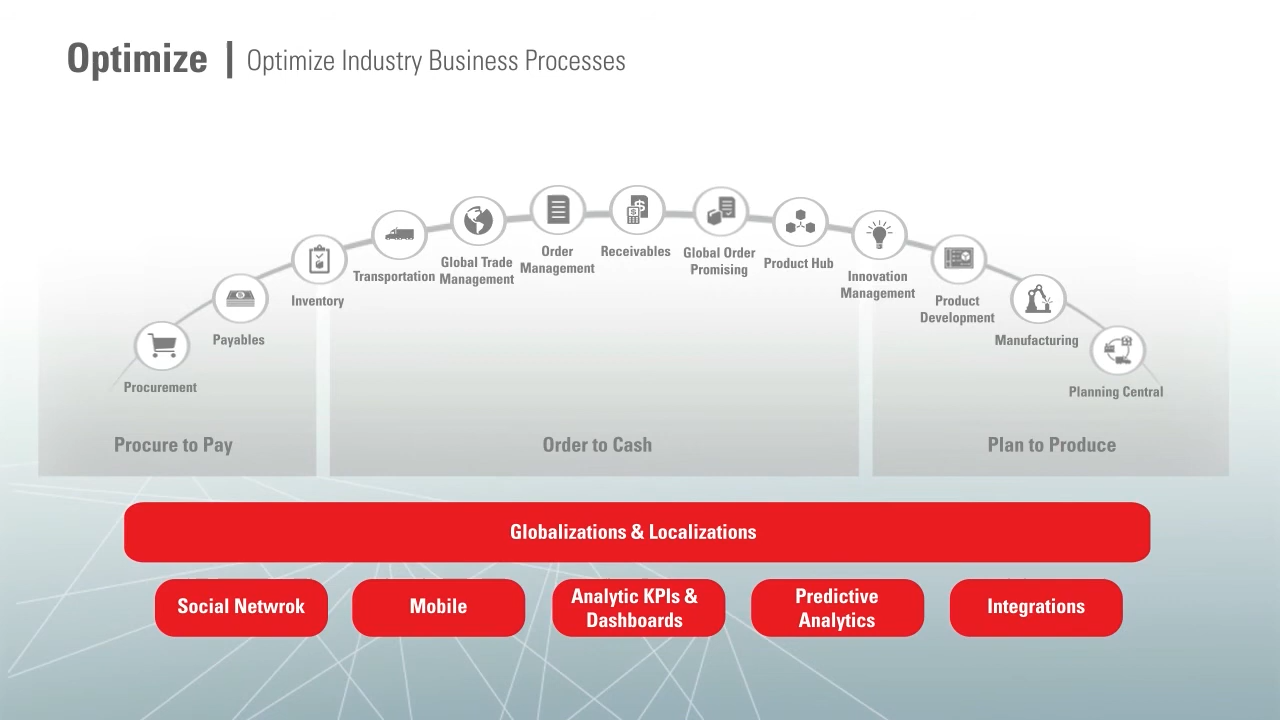 Optimize | Optimize Industry Business Processes
Procurement
Payables
Inventory
Transportation
Global Trade
Management
Order
Management
Receivables
Global Order
Promising
Product Hub
Innovation
Management
Product
Development
Manufacturing
Planning Central
Procure to Pay
Order to Cash
Plan to Produce
Globalizations & Localizations
Social Netwrok
Mobile
Analytic KPIs &
Dashboards
Predictive
Analytics
Integrations